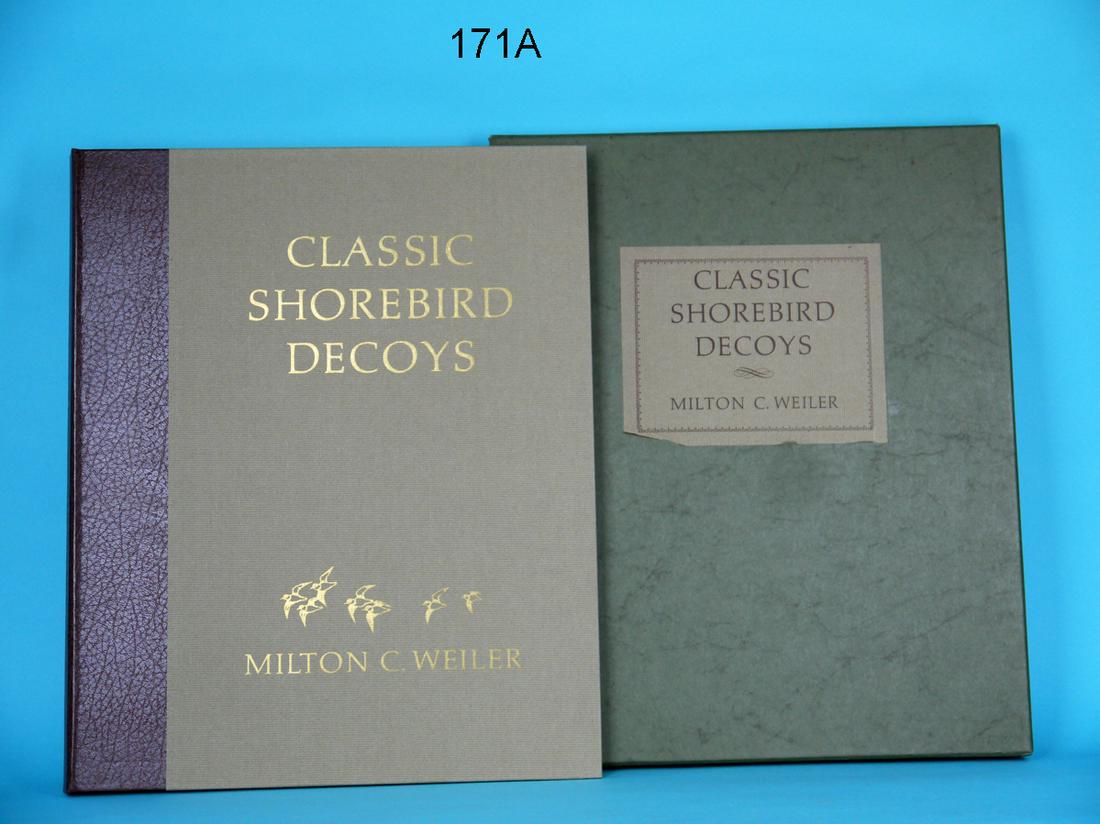 171A
CLASSIC
SHOREBIRD
DECOYS
MILTON C. WEILER
CLASSIC
SHOREBIRD
DECOYS
MILTON C. WEILER